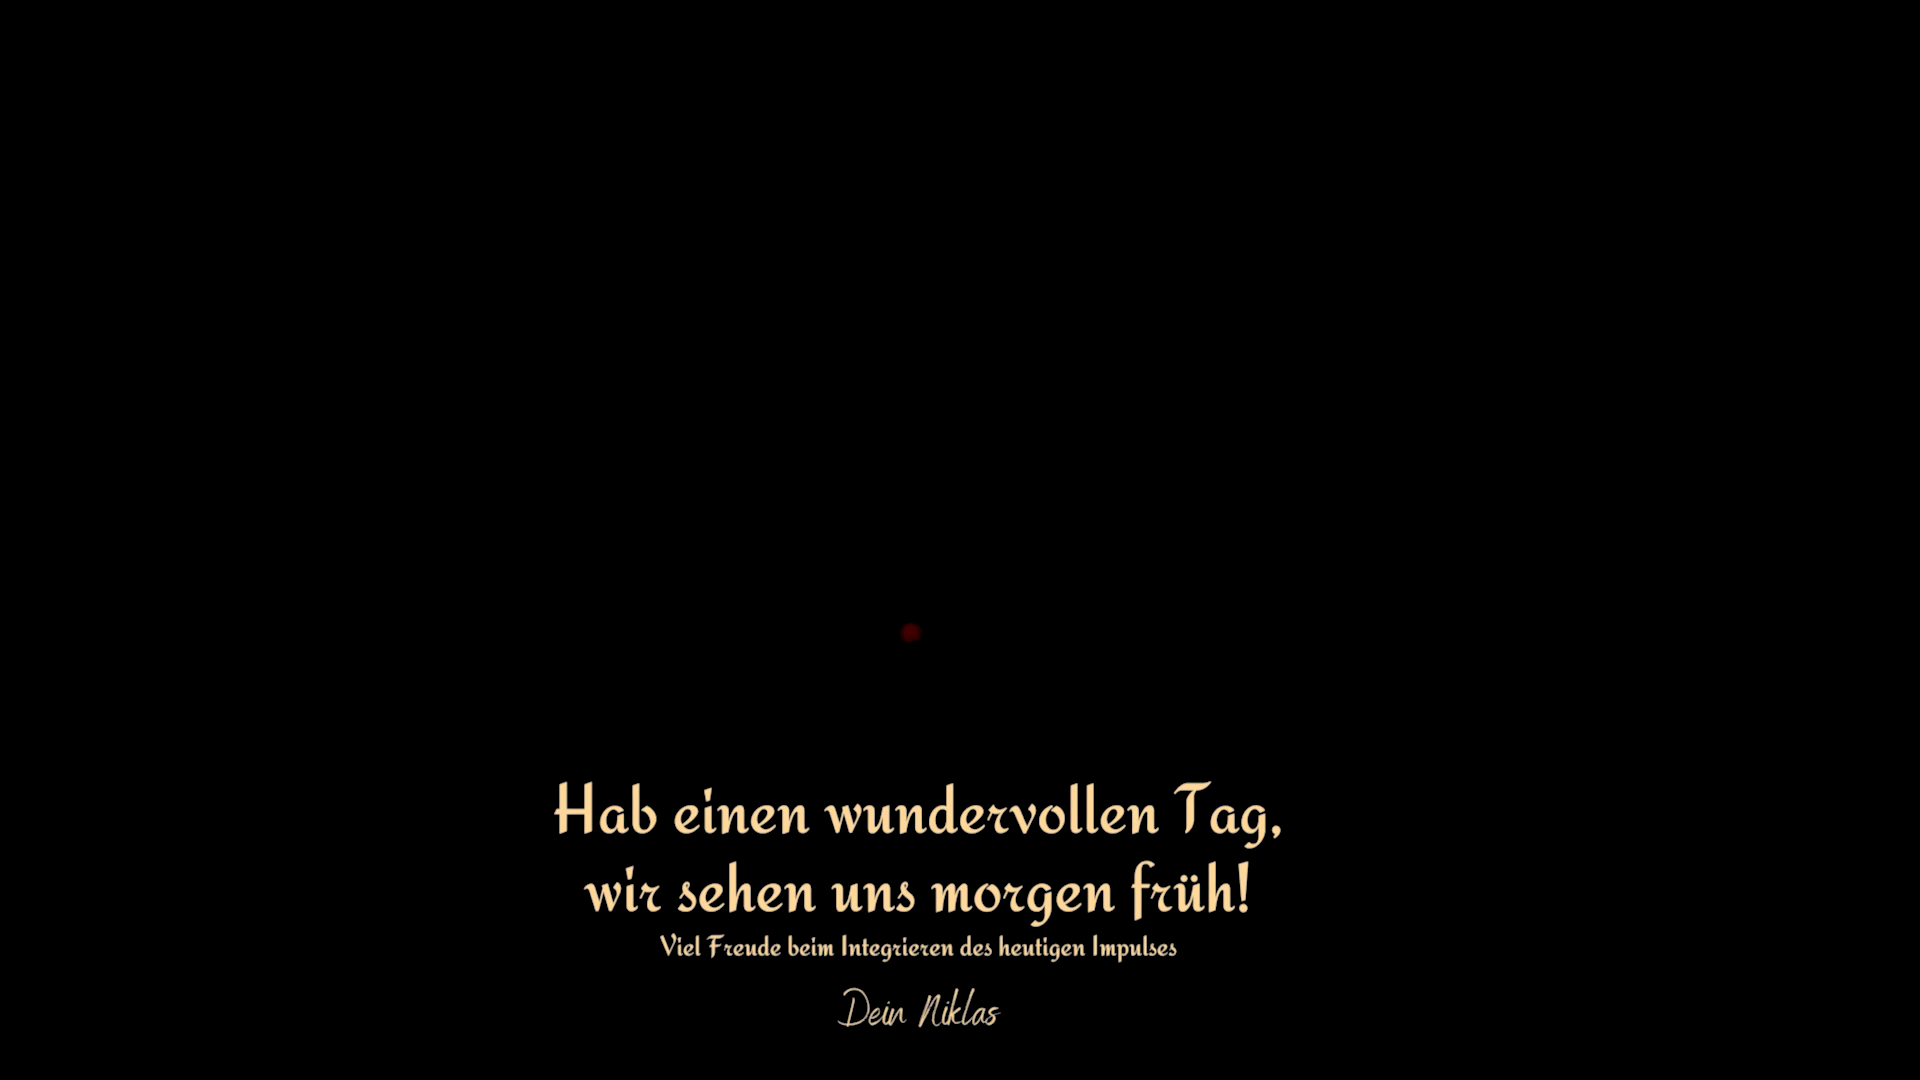 Hab einen wundervollen Tag,
wir sehen uns morgen früh!
Viel Freude beim Integrieren des heutigen Impulses
Dein Niklas